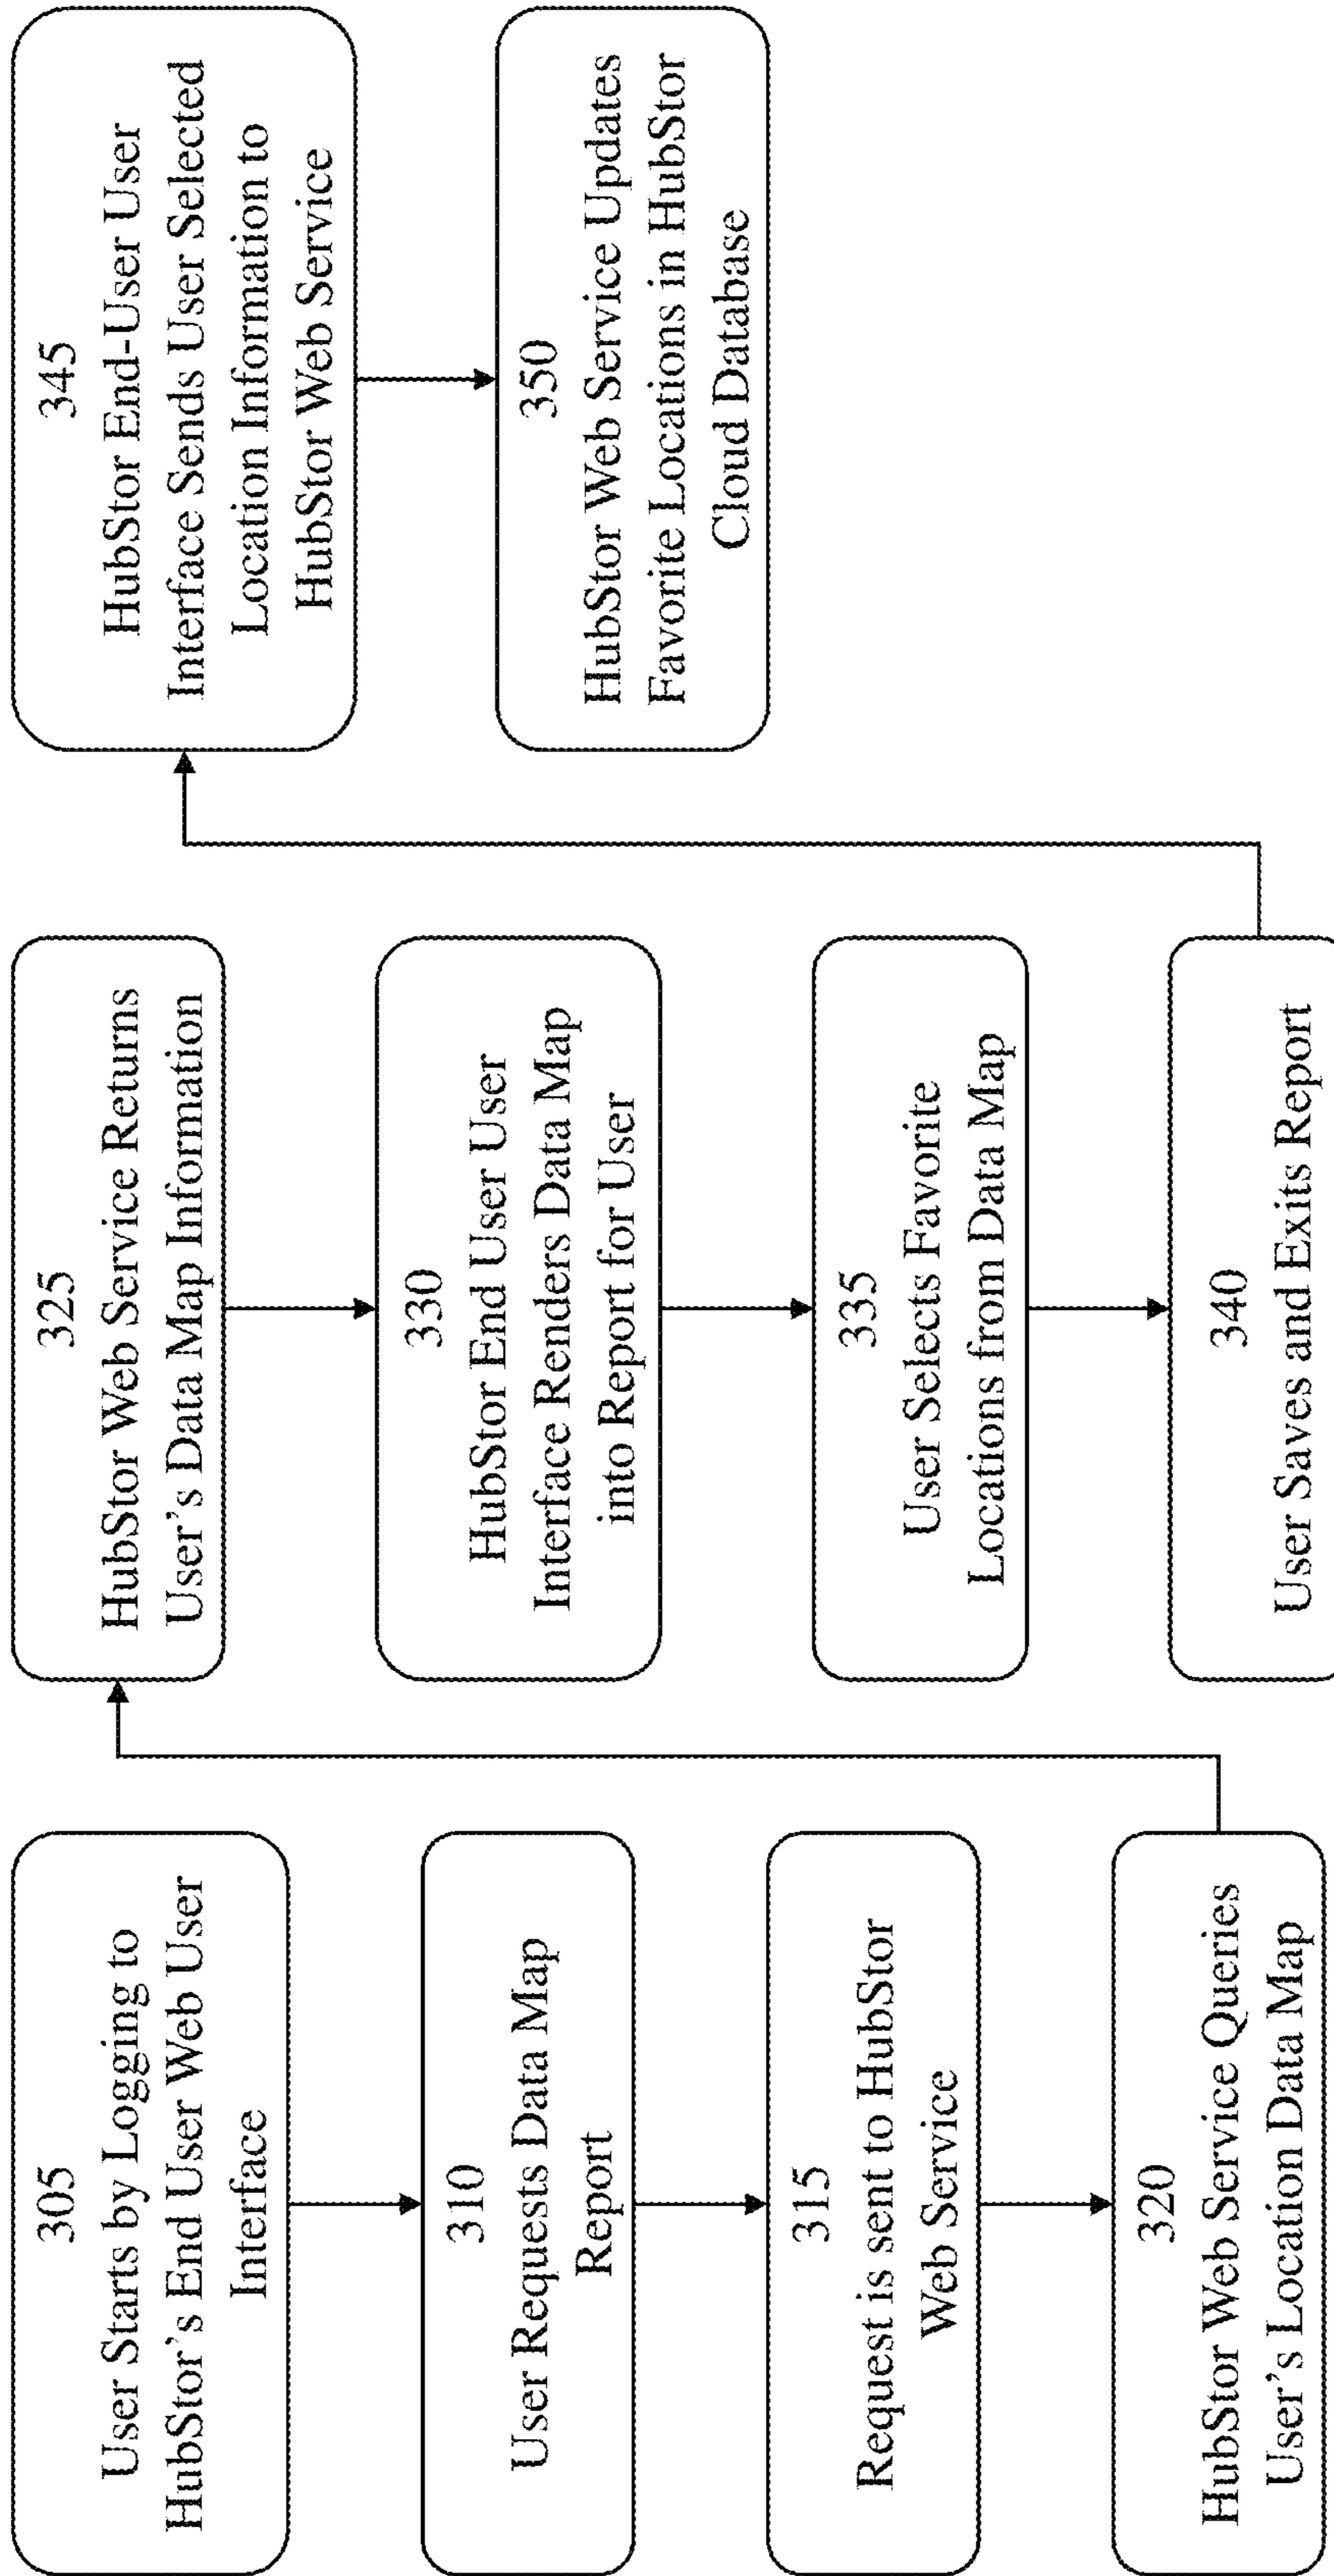 305
User Starts by Logging to
HubStor's End User Web User
Interface
310
User Requests Data Map
Report
315
Request is sent to HubStor
Web Service
320
HubStor Web Service Queries
User's Location Data Map
325
HubStor Web Service Returns
User's Data Map Information
330
HubStor End User User
Interface Renders Data Map
into Report for User
335
User Selects Favorite
Locations from Data Map
340
User Saves and Exits Report
345
HubStor End-User User
Interface Sends User Selected
Location Information to
HubStor Web Service
350
HubStor Web Service Updates
Favorite Locations in HubStor
Cloud Database